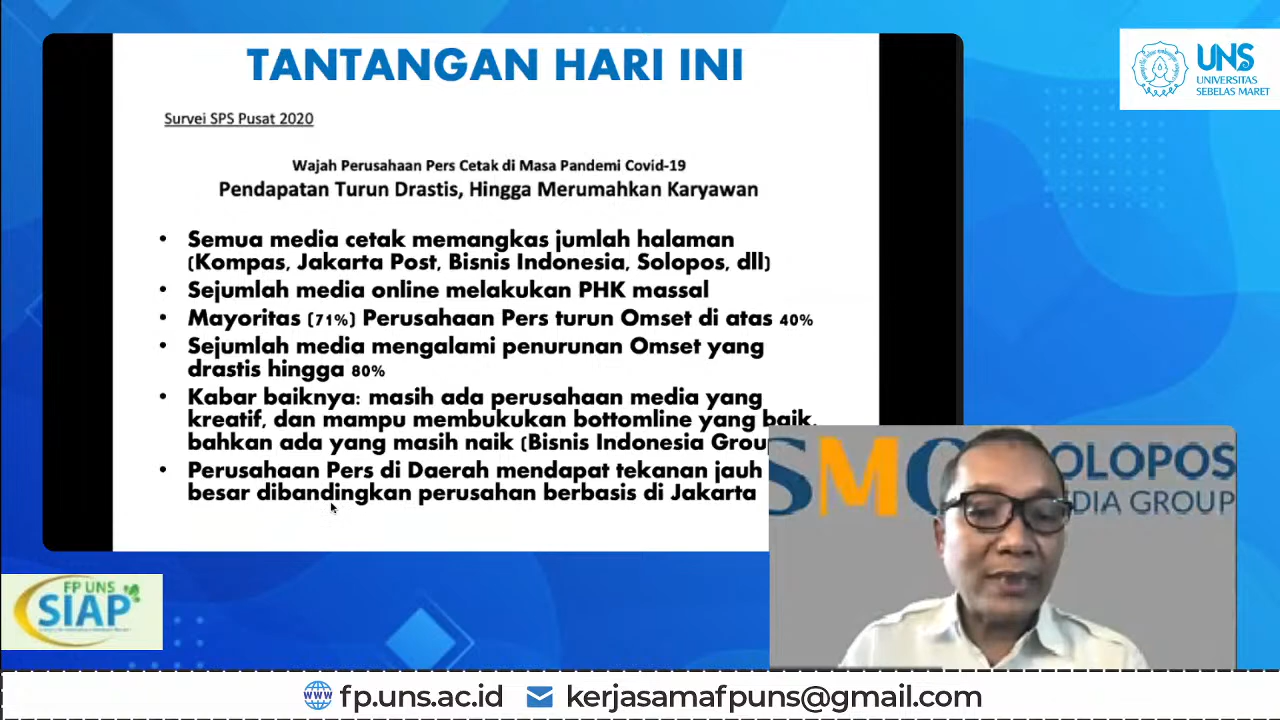 TANTANGAN HARI INI
Survei SPS Pusat 2020
Wajah Perusahaan Pers Cetak di Masa Pandemi Covid-19
Pendapatan Turun Drastis, Hingga Merumahkan Karyawan
• Semua media cetak memangkas jumlah halaman
(Kompas, Jakarta Post, Bisnis Indonesia, Solopos, dll)
• Sejumlah media online melakukan PHK massal
• Mayoritas (71%) Perusahaan Pers turun Omset di atas 40%
• Sejumlah media mengalami penurunan Omset yang
drastis hingga 80%
• Kabar baiknya: masih ada perusahaan media yang
kreatif, dan mampu membukukan bottomline yang baik,
bahkan ada yang masih naik (Bisnis Indonesia Grou
• Perusahaan Pers di Daerah mendapat tekanan jauh
besar dibandingkan perusahan berbasis di Jakarta
UNS
UNIVERSITAS
SEBELAS MARET
SM
OLOPOS
DIA GROUP
FP UNS
SIAP
fp.uns.ac.id
kerjasamafpuns@gmail.com